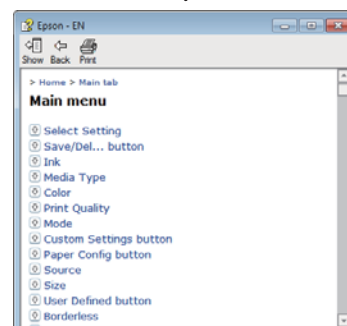 Epson - EN
Show Back Print
> Home > Main tab
Main menu
Select Setting
Save/Del... button
Ink
Media Type
Color
Print Quality
Mode
Custom Settings button
Paper Config button
Source
Size
User Defined button
Borderless